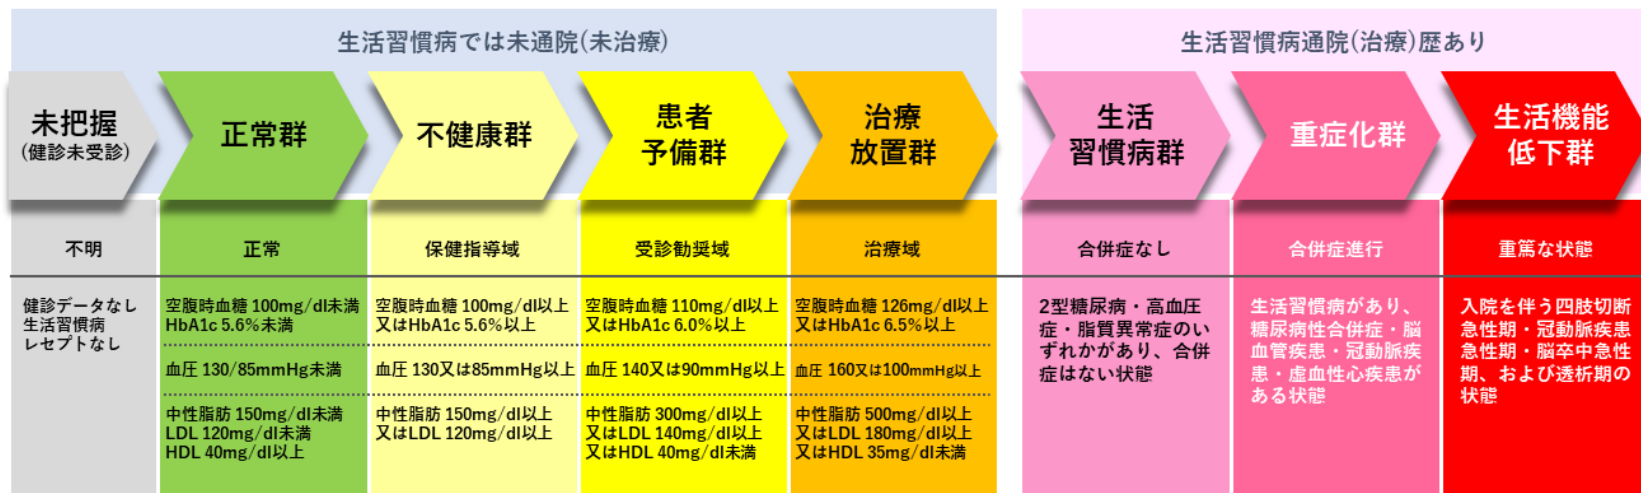 生活習慣病では未通院(未治療)
生活習慣病通院(治療)歴あり
未把握
(健診未受診)
正常群
不健康群
患者
予備群
治療
放置群
生活
習慣病群
重症化群
生活機能
低下群
不明
正常
保健指導域
受診勧奨域
治療域
合併症なし
合併症進行
重篤な状態
健診データなし
生活習慣病
レセプトなし
空腹時血糖 100mg/dl未満
HbA1c 5.6%未満
血圧 130/85mmHg未満
中性脂肪 150mg/dl未満
LDL 120mg/dl未満
HDL 40mg/dl以上
空腹時血糖 100mg/dl以上
又はHbA1c 5.6%以上
血圧 130又は85mmHg以上
中性脂肪 150mg/dl以上
又はLDL 120mg/dl以上
空腹時血糖 110mg/dl以上
又はHbA1c 6.0%以上
血圧 140又は90mmHg以上
中性脂肪 300mg/dl以上
又はLDL 140mg/dl以上
又はHDL 40mg/dl未満
空腹時血糖 126mg/dl以上
又はHbA1c 6.5%以上
血圧 160又は100mmHg以上
中性脂肪 500mg/dl以上
又はLDL 180mg/dl以上
又はHDL 35mg/dl未満
2型糖尿病・高血圧
症・脂質異常症のい
ずれかがあり、合併
症はない状態
生活習慣病があり、
糖尿病性合併症・脳
血管疾患・冠動脈疾
患・虚血性心疾患が
ある状態
入院を伴う四肢切断
急性期・冠動脈疾患
急性期・脳卒中急性
期、および透析期の
状態